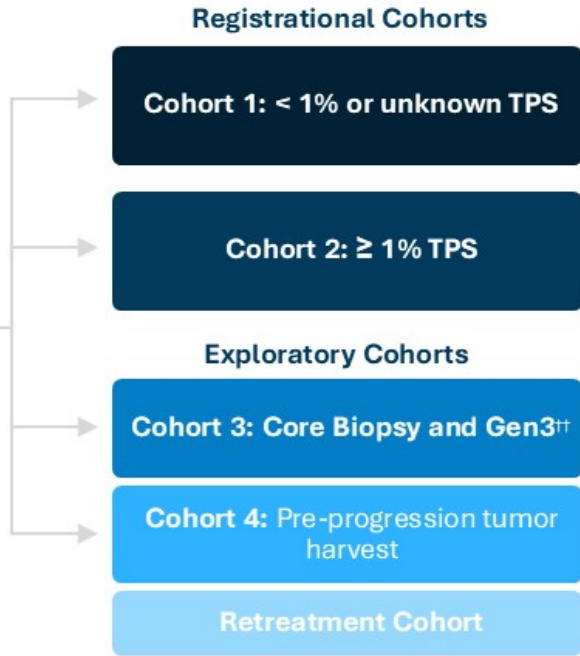 Registrational Cohorts
Cohort 1: < 1% or unknown TPS
Cohort 2: ≥ 1% TPS
Exploratory Cohorts
Cohort 3: Core Biopsy and Gen3††
Cohort 4: Pre-progression tumor
harvest
Retreatment Cohort